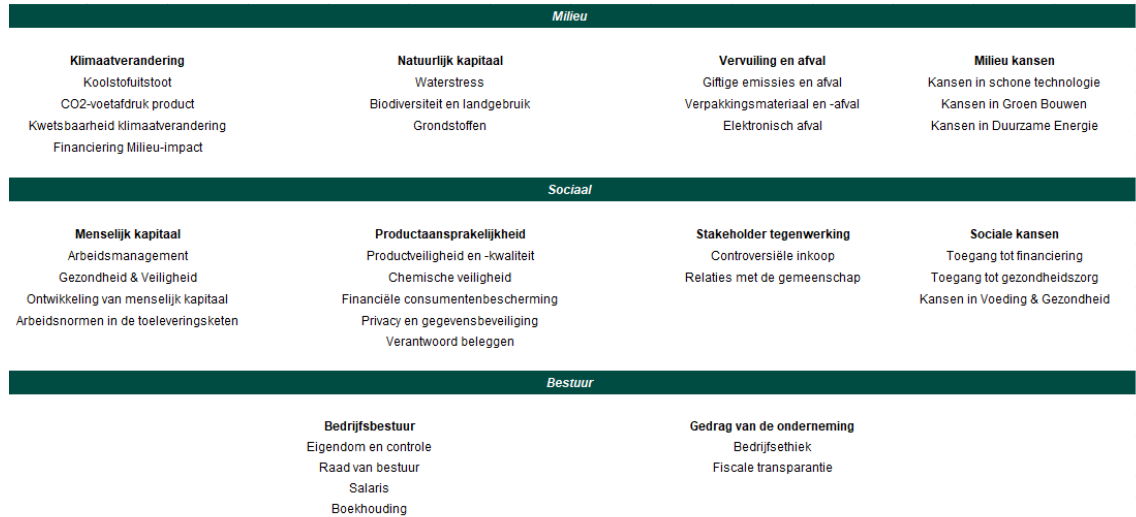 Milieu
Klimaatverandering
Koolstofuitstoot
CO2-voetafdruk product
Kwetsbaarheid klimaatverandering
Financiering Milieu-impact
Natuurlijk kapitaal
Waterstress
Biodiversiteit en landgebruik
Grondstoffen
Vervuiling en afval
Giftige emissies en afval
Verpakkingsmateriaal en -afval
Elektronisch afval
Milieu kansen
Kansen in schone technologie
Kansen in Groen Bouwen
Kansen in Duurzame Energie
Sociaal
Menselijk kapitaal
Arbeidsmanagement
Gezondheid & Veiligheid
Ontwikkeling van menselijk kapitaal
Arbeidsnormen in de toeleveringsketen
Productaansprakelijkheid
Productveiligheid en -kwaliteit
Chemische veiligheid
Financiële consumentenbescherming
Privacy en gegevensbeveiliging
Verantwoord beleggen
Stakeholder tegenwerking
Controversiële inkoop
Relaties met de gemeenschap
Sociale kansen
Toegang tot financiering
Toegang tot gezondheidszorg
Kansen in Voeding & Gezondheid
Bestuur
Bedrijfsbestuur
Eigendom en controle
Raad van bestuur
Salaris
Boekhouding
Gedrag van de onderneming
Bedrijfsethiek
Fiscale transparantie